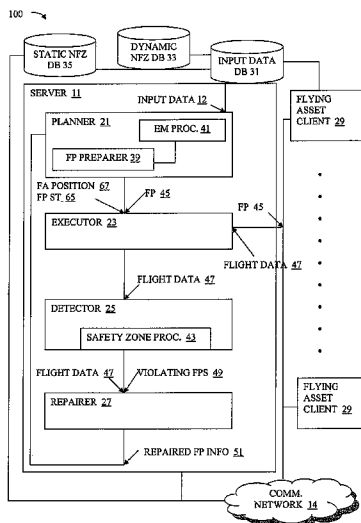 100
STATIC NFZ
DB 35
DYNAMIC
NFZ DB 33
INPUT DATA
DB 31
SERVER 11
INPUT DATA 12
PLANNER 21
EM PROC. 41
FP PREPARER 39
FLYING
ASSET
CLIENT 29
FA POSITION 67
FP ST. 65
FP 45
EXECUTOR 23
FP 45
FLIGHT DATA 47
FLIGHT DATA 47
DETECTOR 25
SAFETY ZONE PROC. 43
FLIGHT DATA 47
VIOLATING FPS 49
REPAIRER 27
FLYING
ASSET
CLIENT 29
REPAIRED FP INFO 51
COMM.
NETWORK 14